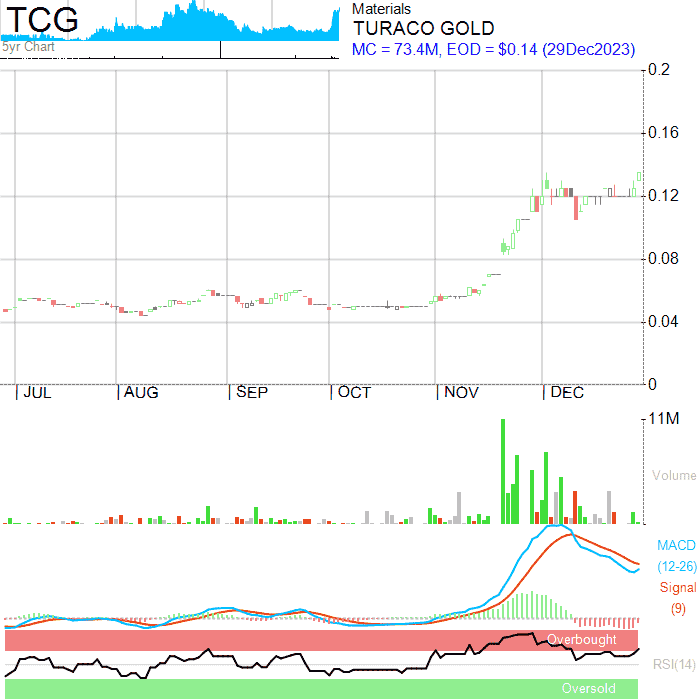 TCG
5yr Chart
Materials
TURACO GOLD
MC = 73.4M, EOD = $0.14 (29Dec2023)
0.2
0.16
0.12
0.08
0.04
0
JUL AUG SEP OCT NOV DEC
11M
Volume
MACD
(12-26)
Signal
(9)
Overbought
RSI(14)
Oversold